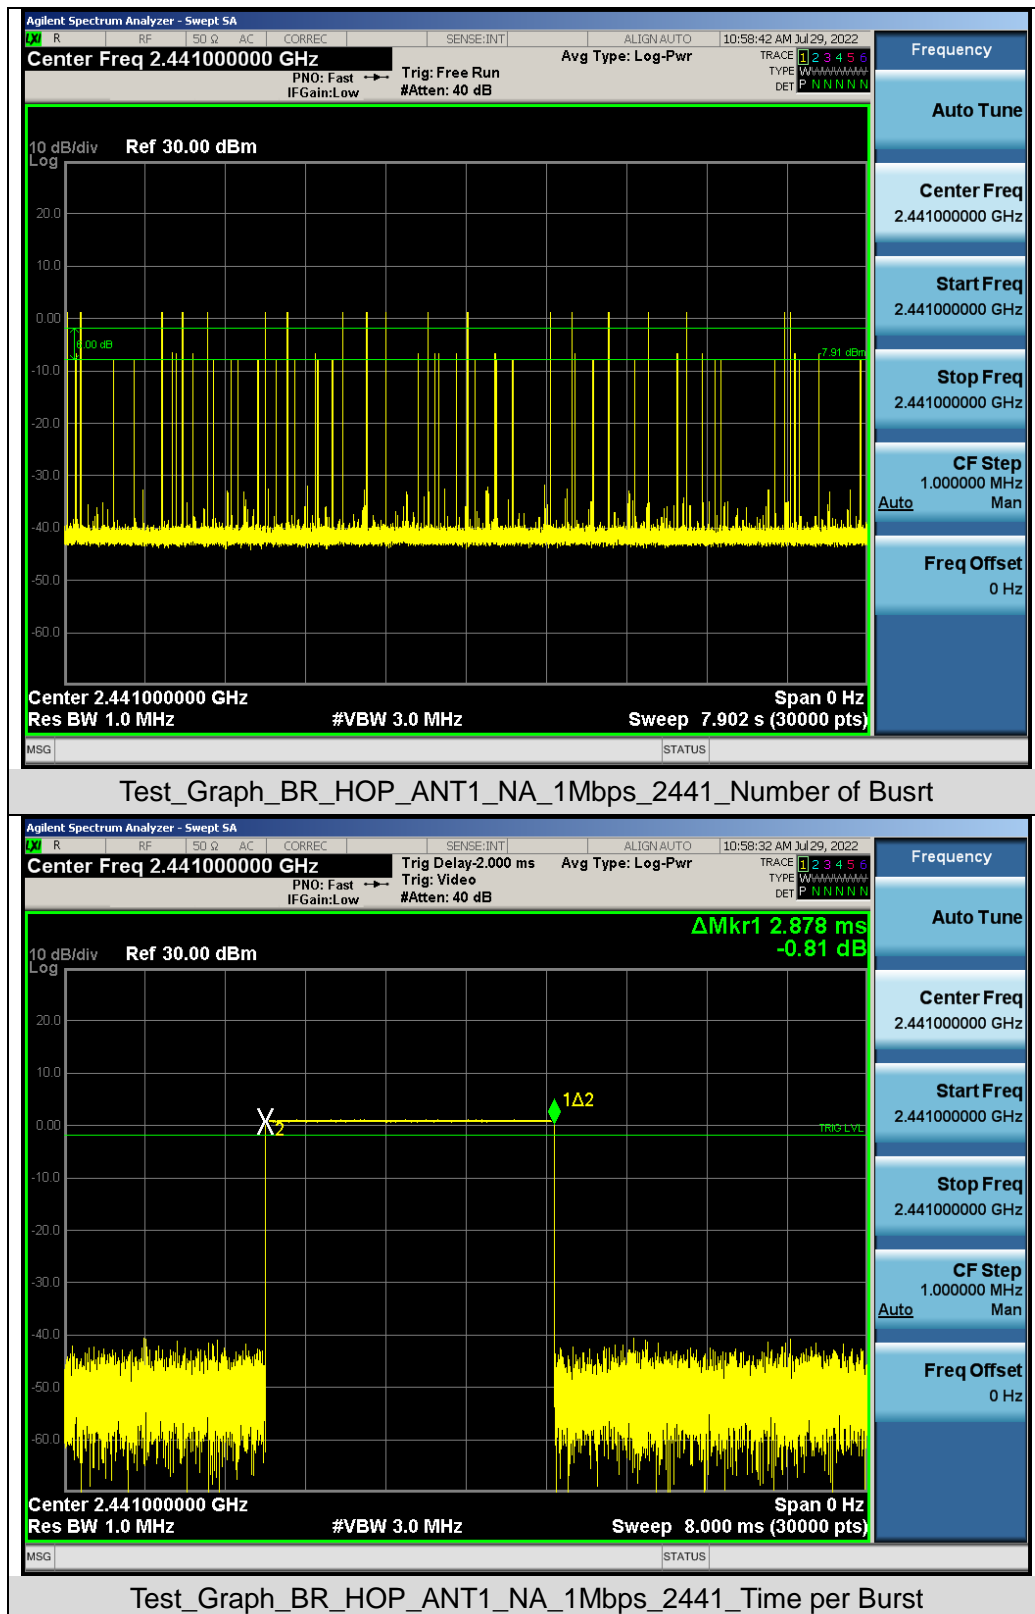 Agilent Spectrum Analyzer - Swept SA
LXI R RF 50 Ω AC CORREC SENSE:INT ALIGN AUTO 10:58:42 AM Jul 29, 2022
Center Freq 2.441000000 GHz Avg Type: Log-Pwr TRACE 1 2 3 4 5 6
PNO: Fast Trig: Free Run TYPE W
IFGain:Low #Atten: 40 dB DET P N N N N N
Frequency
Auto Tune
10 dB/div Ref 30.00 dBm
Log
20.0
10.0
0.00
6.00 dB
-7.91 dBm
-10.0
-20.0
-30.0
-40.0
-50.0
-60.0
Center Freq
2.441000000 GHz
Start Freq
2.441000000 GHz
Stop Freq
2.441000000 GHz
CF Step
1.000000 MHz
Auto Man
Freq Offset
0 Hz
Center 2.441000000 GHz Span 0 Hz
Res BW 1.0 MHz #VBW 3.0 MHz Sweep 7.902 s (30000 pts)
MSG STATUS
Test_Graph_BR_HOP_ANT1_NA_1Mbps_2441_Number of Busrt
Agilent Spectrum Analyzer - Swept SA
LXI R RF 50 Ω AC CORREC SENSE:INT ALIGN AUTO 10:58:32 AM Jul 29, 2022
Center Freq 2.441000000 GHz Trig Delay-2.000 ms Avg Type: Log-Pwr TRACE 1 2 3 4 5 6
PNO: Fast Trig: Video TYPE W
IFGain:Low #Atten: 40 dB DET P N N N N N
Frequency
Auto Tune
ΔMkr1 2.878 ms
-0.81 dB
10 dB/div Ref 30.00 dBm
Log
20.0
10.0
0.00
1Δ2
2
TRIG LVL
-10.0
-20.0
-30.0
-40.0
-50.0
-60.0
Center Freq
2.441000000 GHz
Start Freq
2.441000000 GHz
Stop Freq
2.441000000 GHz
CF Step
1.000000 MHz
Auto Man
Freq Offset
0 Hz
Center 2.441000000 GHz Span 0 Hz
Res BW 1.0 MHz #VBW 3.0 MHz Sweep 8.000 ms (30000 pts)
MSG STATUS
Test_Graph_BR_HOP_ANT1_NA_1Mbps_2441_Time per Burst